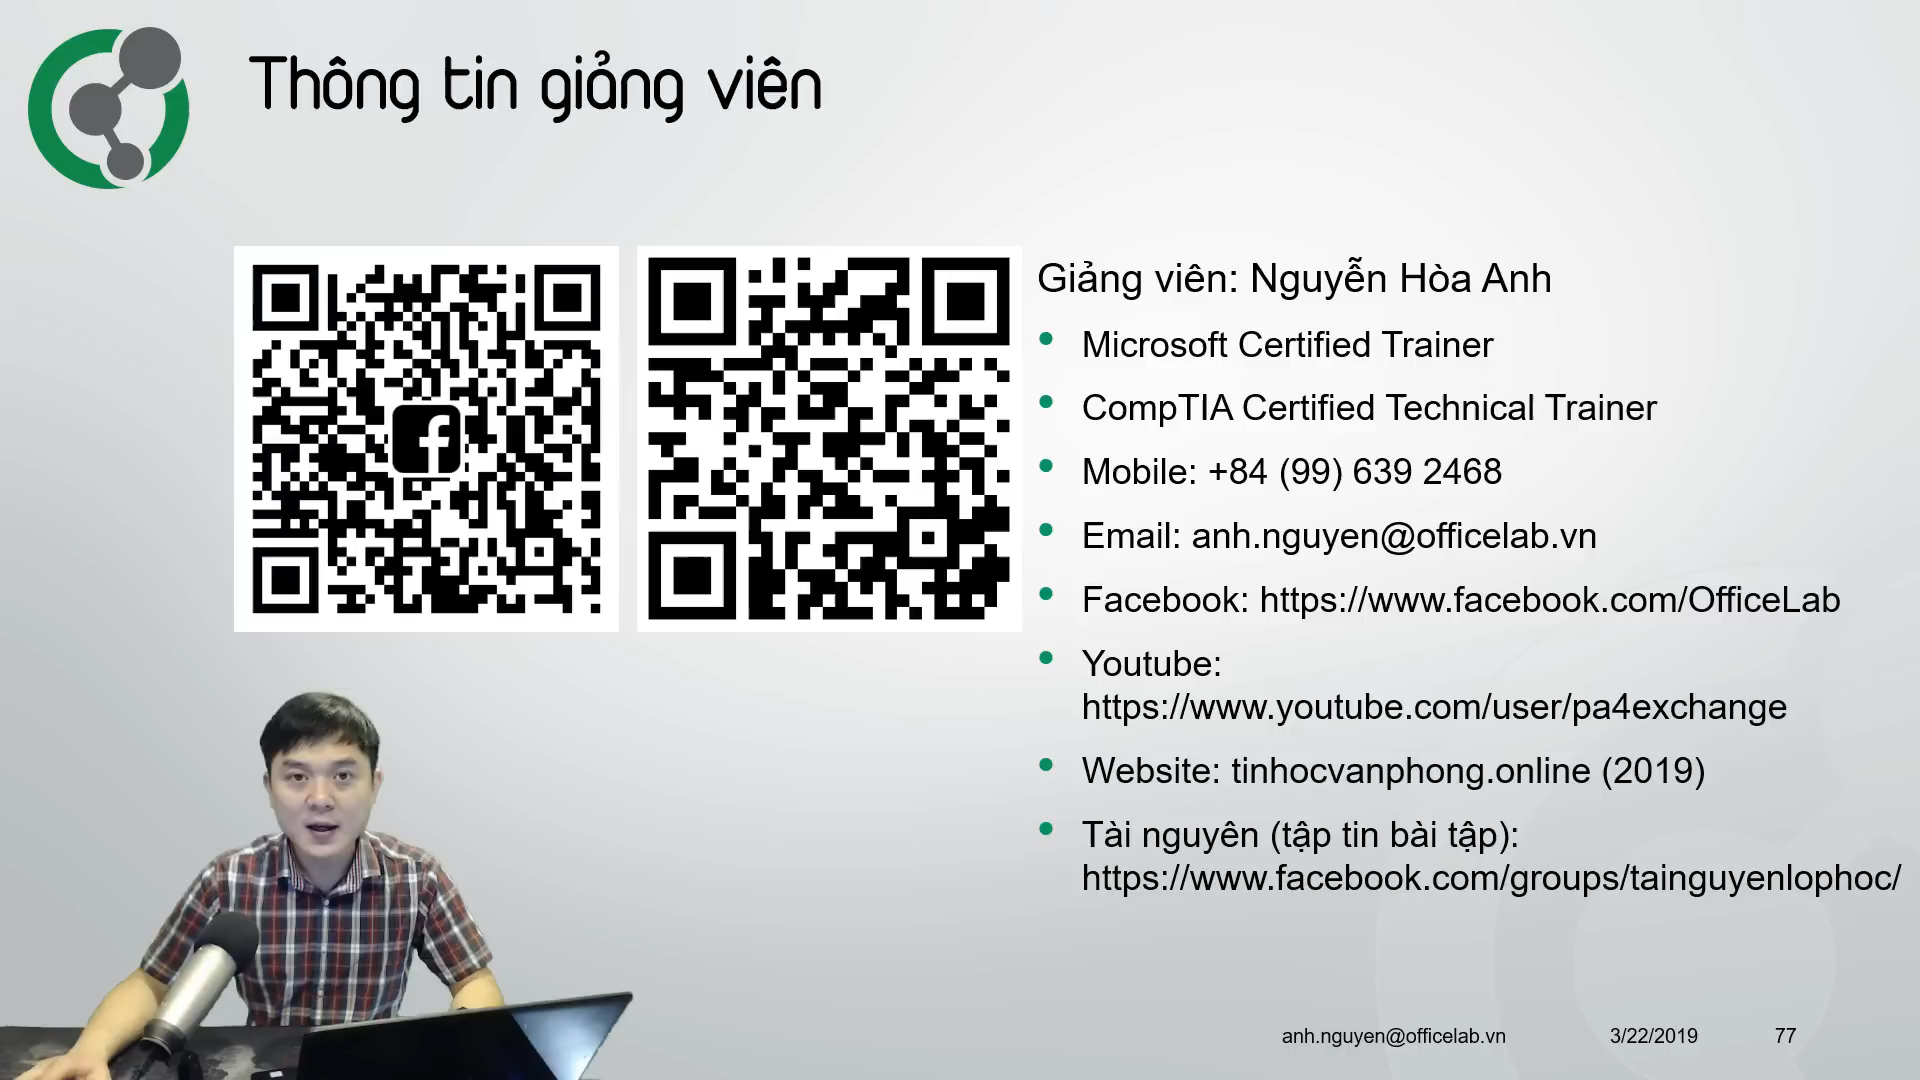 Thông tin giảng viên
Giảng viên: Nguyễn Hòa Anh
Microsoft Certified Trainer
CompTIA Certified Technical Trainer
Mobile: +84 (99) 639 2468
Email: anh.nguyen@officelab.vn
Facebook: https://www.facebook.com/OfficeLab
Youtube:
https://www.youtube.com/user/pa4exchange
Website: tinhocvanphong.online (2019)
Tài nguyên (tập tin bài tập):
https://www.facebook.com/groups/tainguyenlophoc/
anh.nguyen@officelab.vn 3/22/2019 77